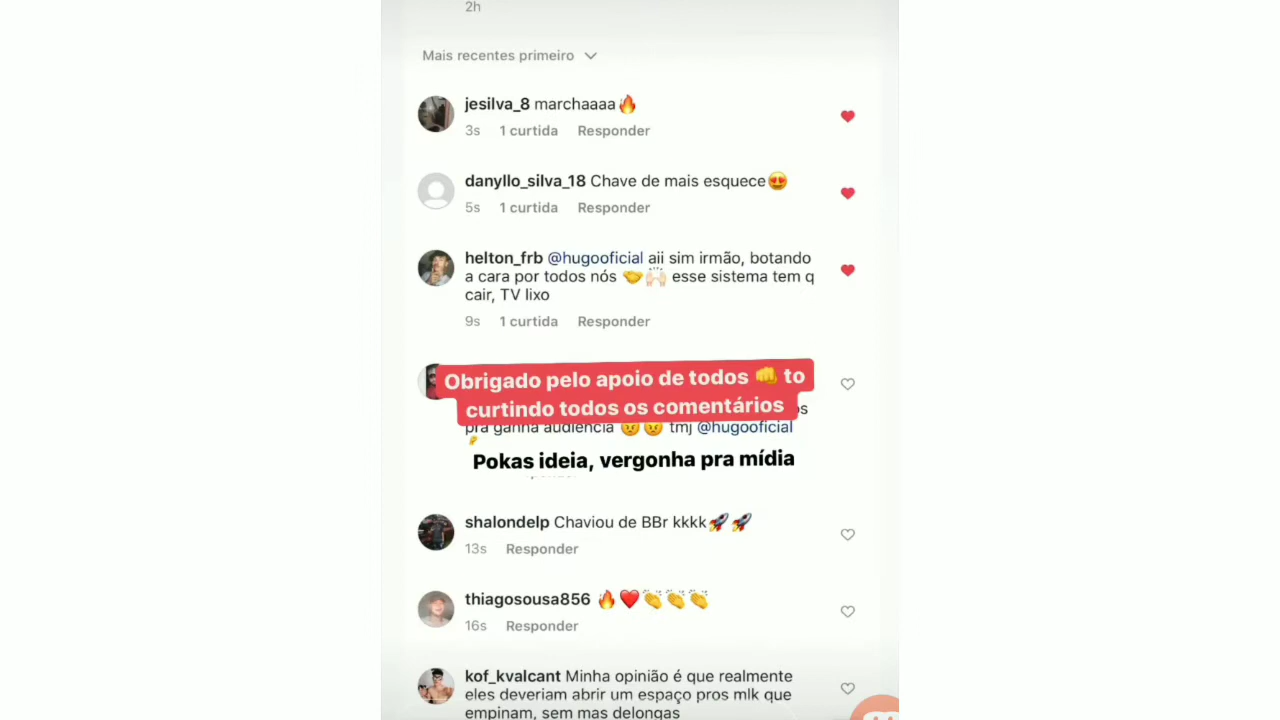 2h
Mais recentes primeiro
jesilva_8 marchaaaa🔥
3s 1 curtida Responder
danyllo_silva_18 Chave de mais esquece😍
5s 1 curtida Responder
helton_frb @hugooficial aii sim irmão, botando
a cara por todos nós 🤝🙌🏻 esse sistema tem q
cair, TV lixo
9s 1 curtida Responder
Obrigado pelo apoio de todos 👊 to
curtindo todos os comentários
pra ganha audiencia 😡😡 tmj @hugooficial
Pokas ideia, vergonha pra mídia
shalondelp Chaviou de BBr kkkk🚀🚀
13s Responder
thiagosousa856 🔥❤️👏👏👏
16s Responder
kof_kvalcant Minha opinião é que realmente
eles deveriam abrir um espaço pros mlk que
empinam, sem mas delongas